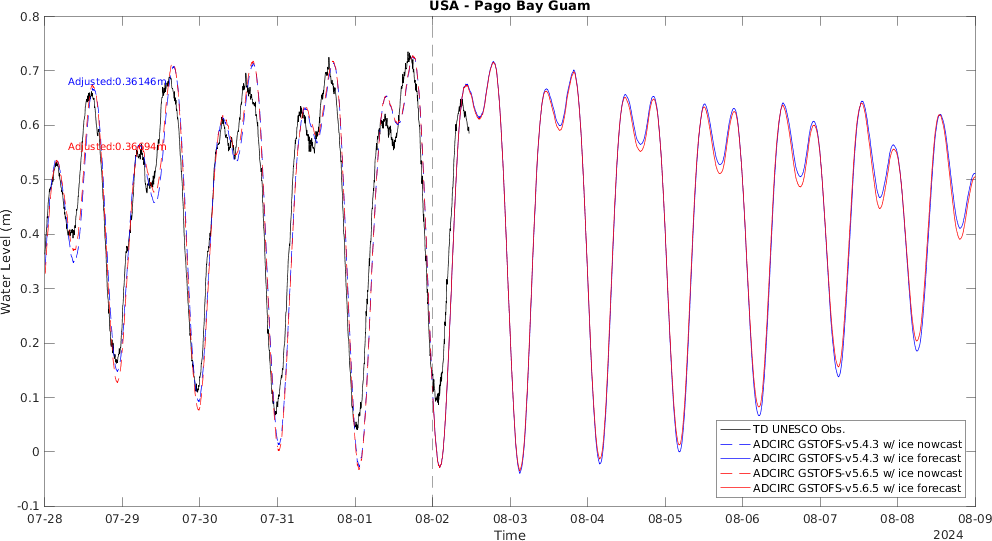 USA - Pago Bay Guam
0.8
0.7
0.6
0.5
0.4
0.3
0.2
0.1
0
-0.1
Water Level (m)
Adjusted:0.36146m
Adjusted:0.36694m
TD UNESCO Obs.
ADCIRC GSTOFS-v5.4.3 w/ ice nowcast
ADCIRC GSTOFS-v5.4.3 w/ ice forecast
ADCIRC GSTOFS-v5.6.5 w/ ice nowcast
ADCIRC GSTOFS-v5.6.5 w/ ice forecast
07-28 07-29 07-30 07-31 08-01 08-02 08-03 08-04 08-05 08-06 08-07 08-08 08-09
Time
2024